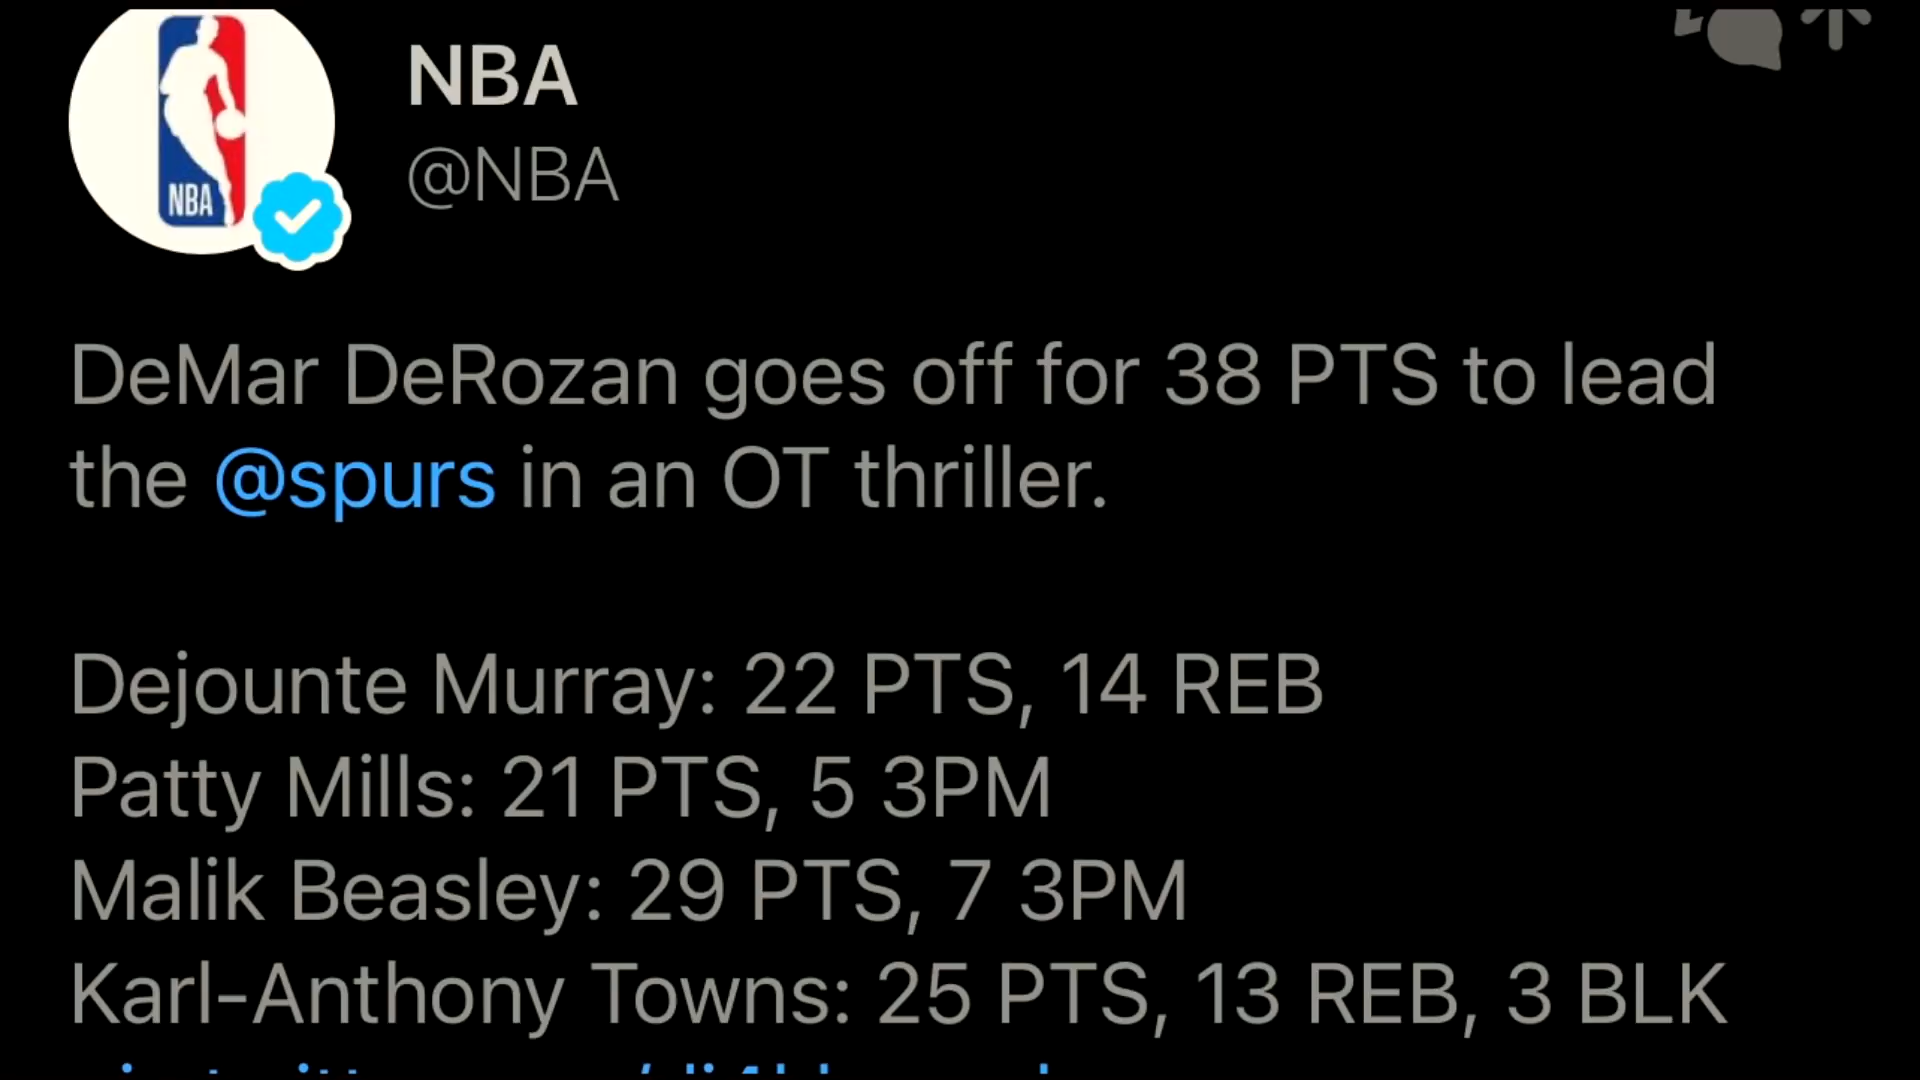 NBA
NBA
@NBA
DeMar DeRozan goes off for 38 PTS to lead
the @spurs in an OT thriller.
Dejounte Murray: 22 PTS, 14 REB
Patty Mills: 21 PTS, 5 3PM
Malik Beasley: 29 PTS, 7 3PM
Karl-Anthony Towns: 25 PTS, 13 REB, 3 BLK